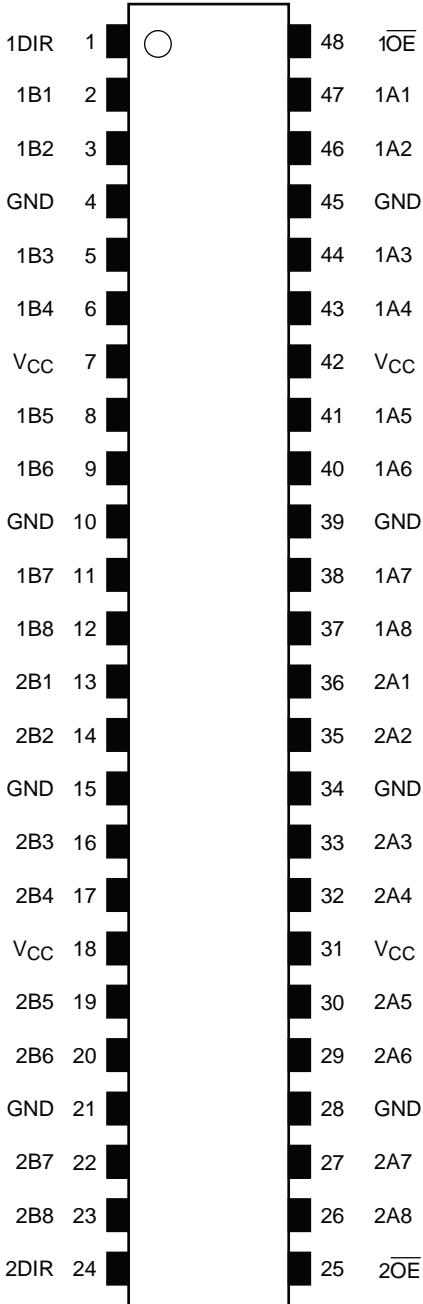 1DIR 1 48 1O̅E̅
1B1 2 47 1A1
1B2 3 46 1A2
GND 4 45 GND
1B3 5 44 1A3
1B4 6 43 1A4
VCC 7 42 VCC
1B5 8 41 1A5
1B6 9 40 1A6
GND 10 39 GND
1B7 11 38 1A7
1B8 12 37 1A8
2B1 13 36 2A1
2B2 14 35 2A2
GND 15 34 GND
2B3 16 33 2A3
2B4 17 32 2A4
VCC 18 31 VCC
2B5 19 30 2A5
2B6 20 29 2A6
GND 21 28 GND
2B7 22 27 2A7
2B8 23 26 2A8
2DIR 24 25 2O̅E̅